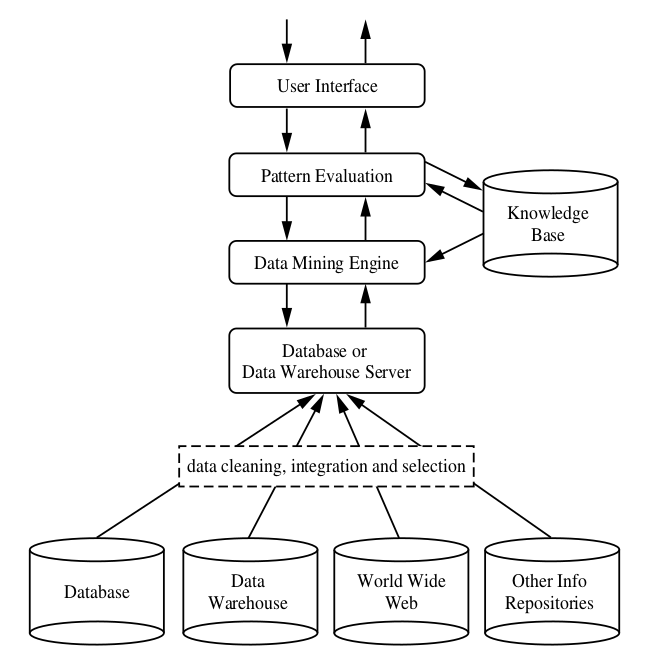 User Interface
Pattern Evaluation
Knowledge
Base
Data Mining Engine
Database or
Data Warehouse Server
data cleaning, integration and selection
Database
Data
Warehouse
World Wide
Web
Other Info
Repositories